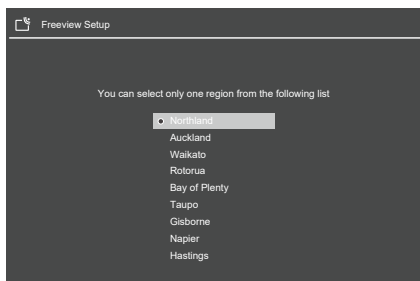 Freeview Setup
You can select only one region from the following list
Northland
Auckland
Waikato
Rotorua
Bay of Plenty
Taupo
Gisborne
Napier
Hastings